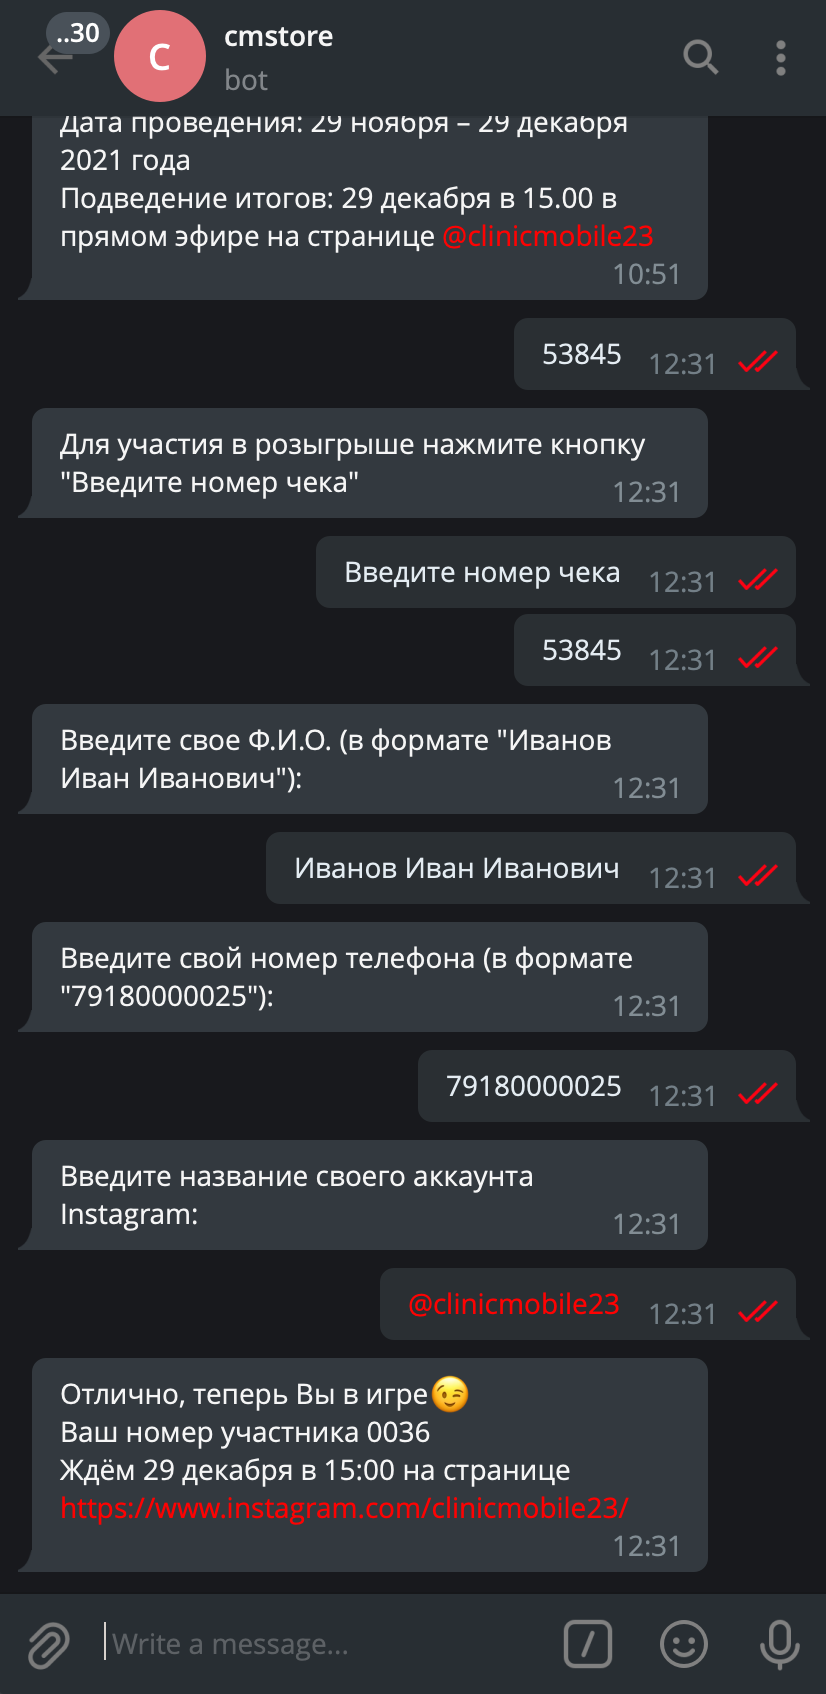 ..30
C
cmstore
bot
Дата проведения: 29 ноября – 29 декабря
2021 года
Подведение итогов: 29 декабря в 15.00 в
прямом эфире на странице @clinicmobile23
10:51
53845 12:31
Для участия в розыгрыше нажмите кнопку
"Введите номер чека" 12:31
Введите номер чека 12:31
53845 12:31
Введите свое Ф.И.О. (в формате "Иванов
Иван Иванович"): 12:31
Иванов Иван Иванович 12:31
Введите свой номер телефона (в формате
"79180000025"): 12:31
79180000025 12:31
Введите название своего аккаунта
Instagram: 12:31
@clinicmobile23 12:31
Отлично, теперь Вы в игре😉
Ваш номер участника 0036
Ждём 29 декабря в 15:00 на странице
https://www.instagram.com/clinicmobile23/
12:31
Write a message...